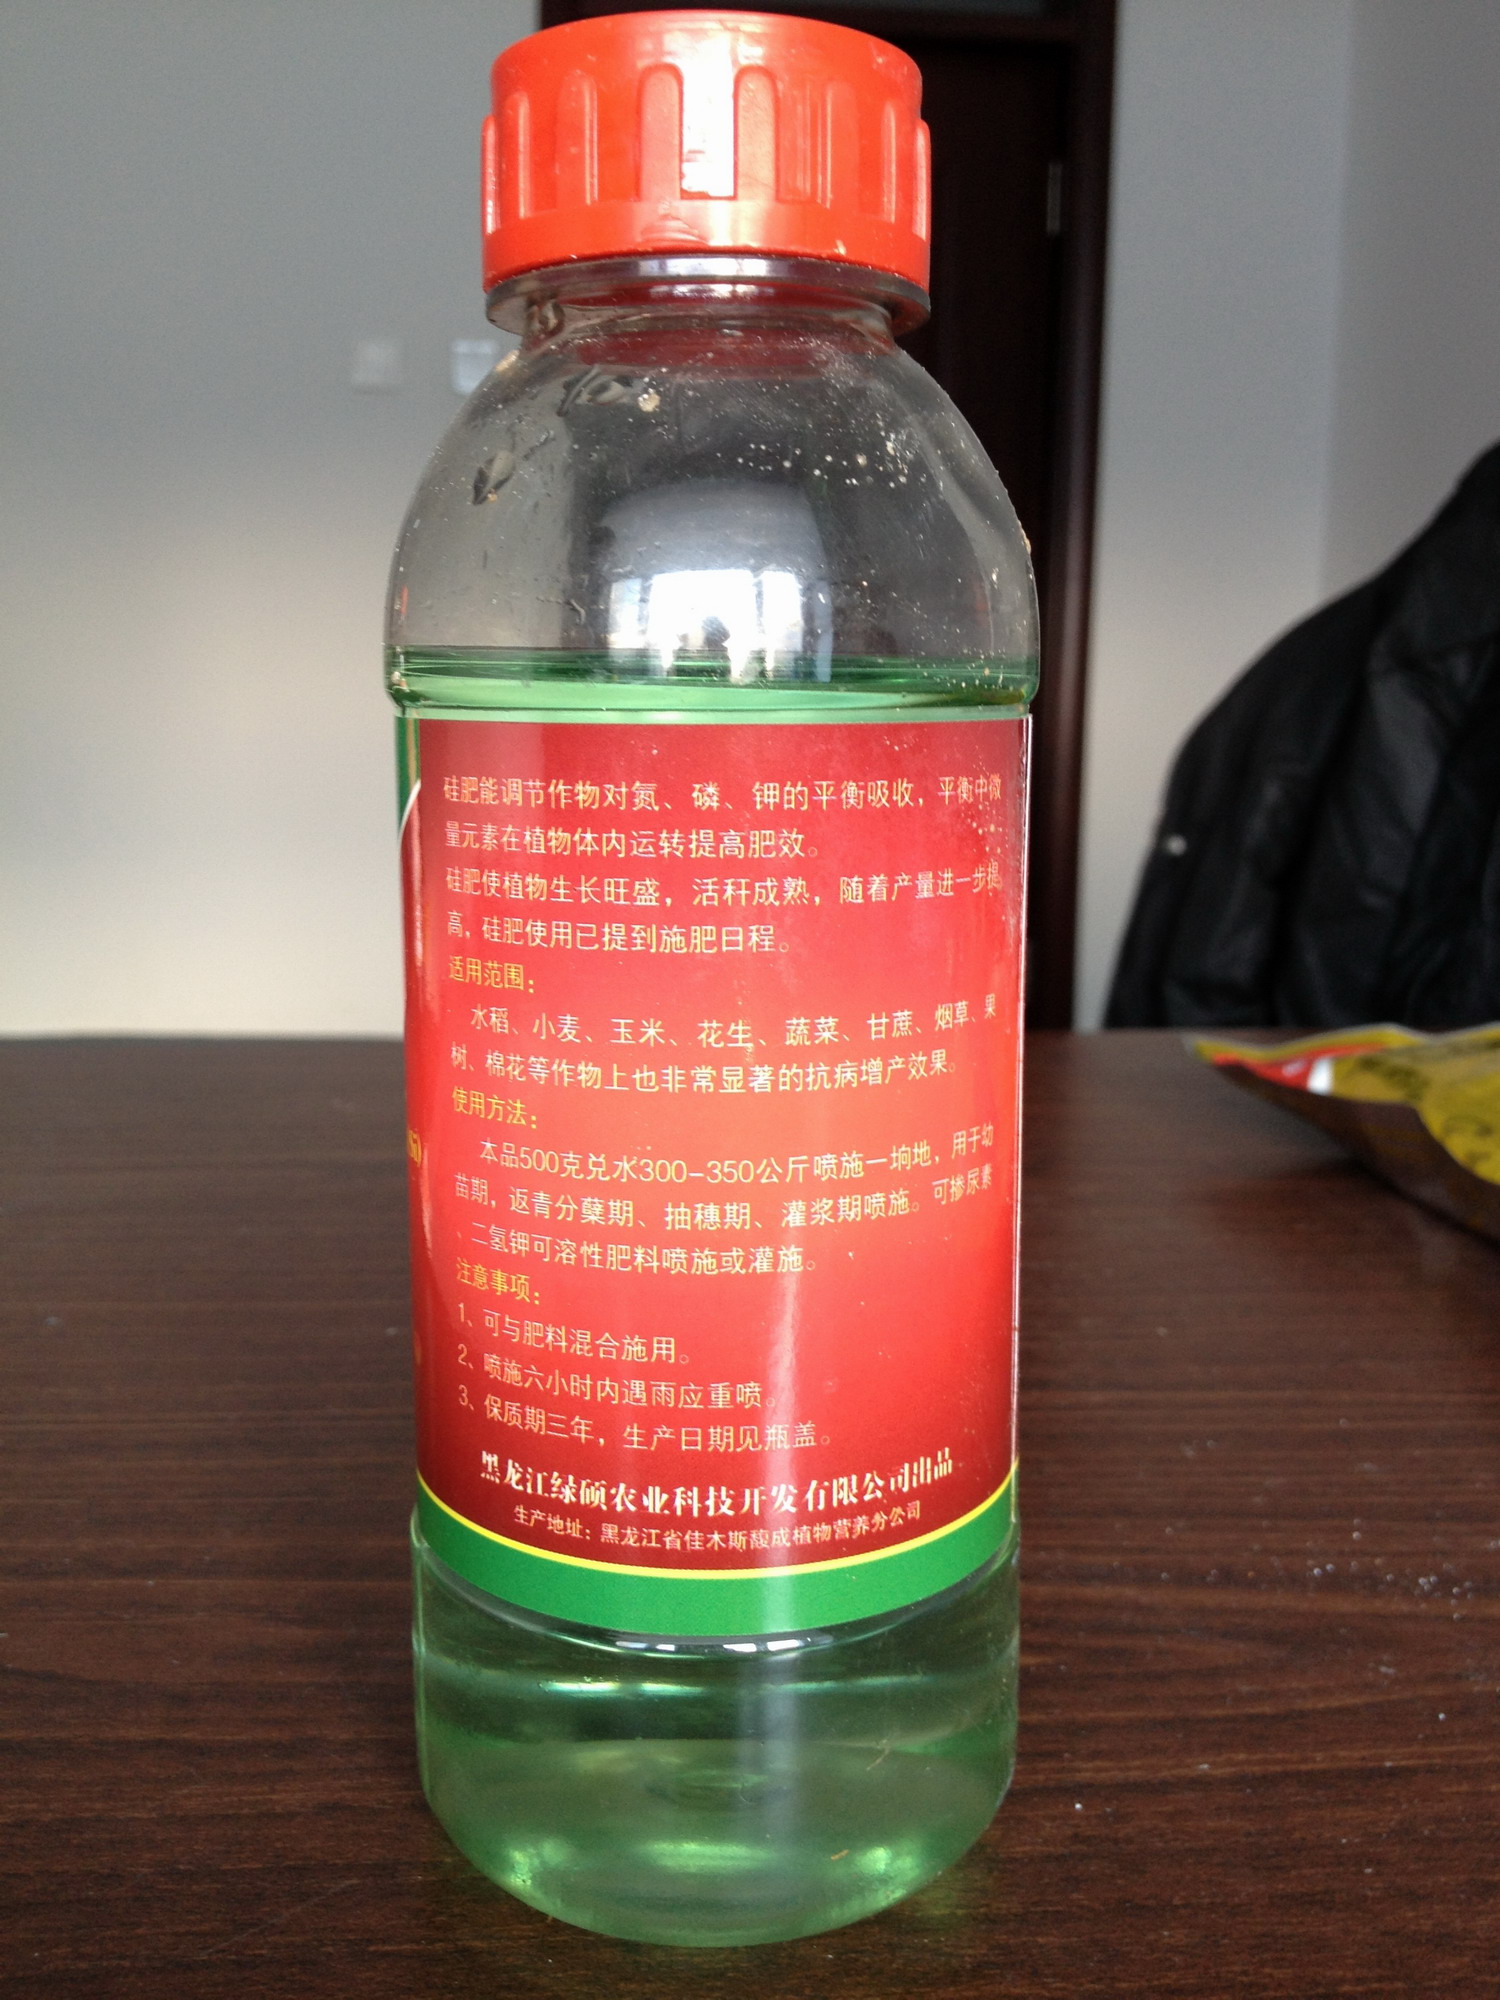 硅肥能调节作物对氮、磷、钾的平衡吸收，平衡中微
量元素在植物体内运转提高肥效。
硅肥使植物生长旺盛，活秆成熟，随着产量进一步提
高，硅肥使用已提到施肥日程。
适用范围：
水稻、小麦、玉米、花生、蔬菜、甘蔗、烟草、果
树、棉花等作物上也非常显著的抗病增产效果。
使用方法：
本品500克兑水300-350公斤喷施一垧地，用于幼
苗期，返青分蘖期、抽穗期、灌浆期喷施。可掺尿素
、二氢钾可溶性肥料喷施或灌施。
注意事项：
1、可与肥料混合施用。
2、喷施六小时内遇雨应重喷。
3、保质期三年，生产日期见瓶盖。
黑龙江绿硕农业科技开发有限公司出品
生产地址：黑龙江省佳木斯馥成植物营养分公司
Si)